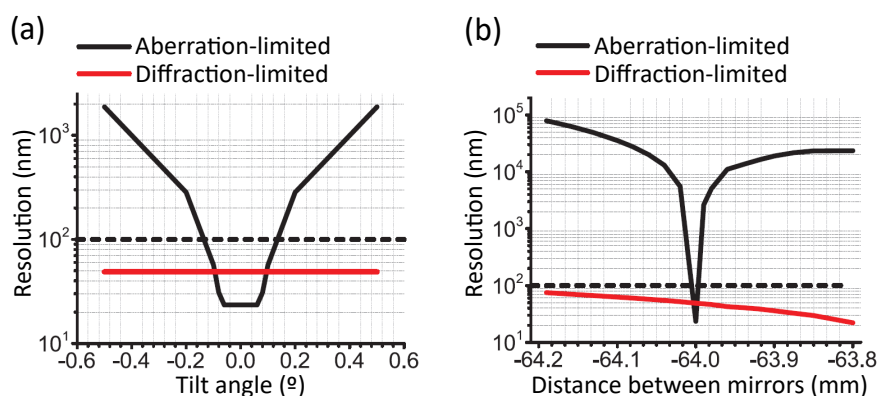 (a)
Aberration-limited
Diffraction-limited
Resolution (nm)
10³
10²
10¹
-0.6 -0.4 -0.2 0.0 0.2 0.4 0.6
Tilt angle (º)
(b)
Aberration-limited
Diffraction-limited
Resolution (nm)
10⁵
10⁴
10³
10²
10¹
-64.2 -64.1 -64.0 -63.9 -63.8
Distance between mirrors (mm)